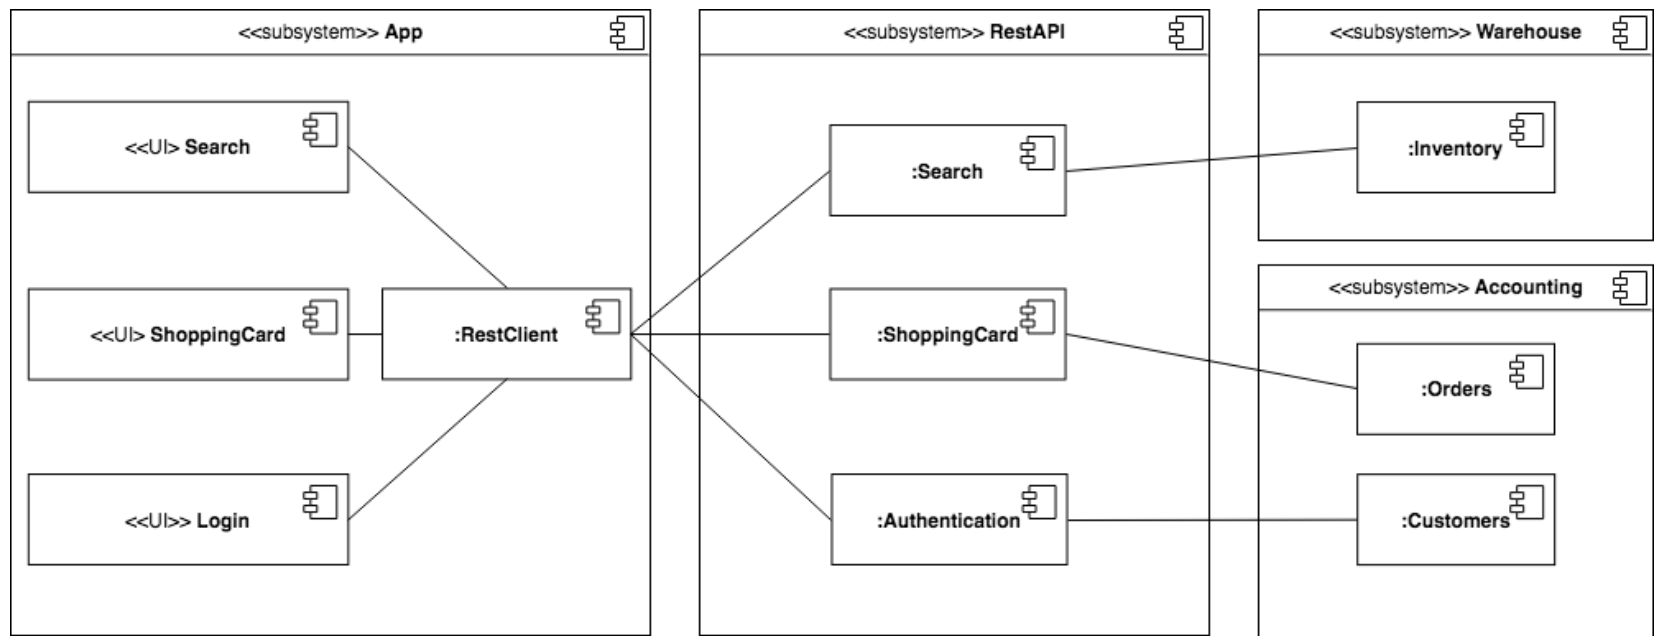 <<subsystem>> App
<<UI> Search
<<UI> ShoppingCard
:RestClient
<<UI>> Login
<<subsystem>> RestAPI
:Search
:ShoppingCard
:Authentication
<<subsystem>> Warehouse
:Inventory
<<subsystem>> Accounting
:Orders
:Customers